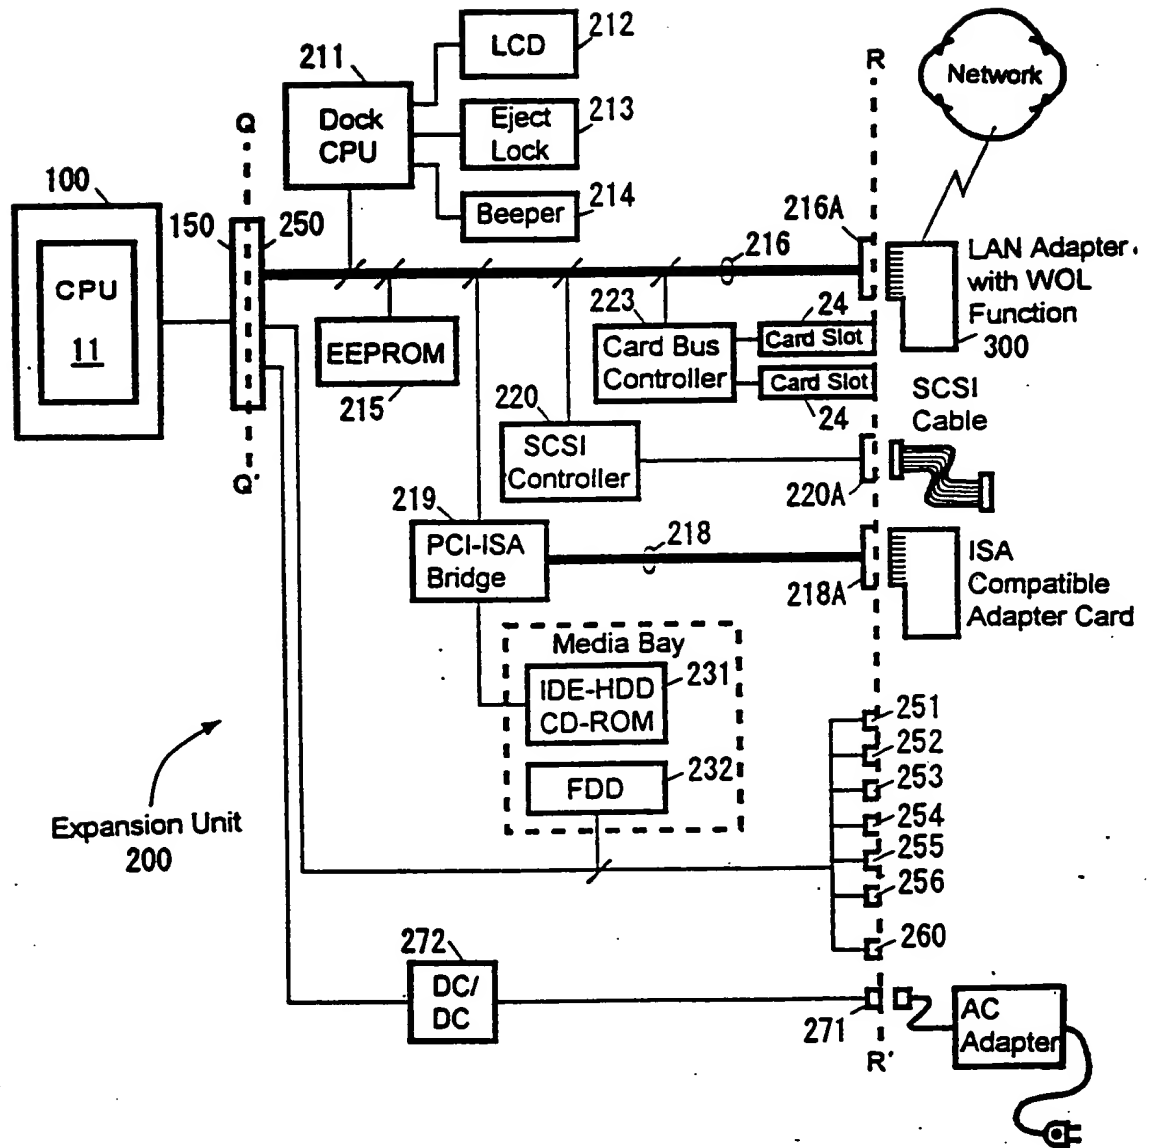 LCD
212
211
Dock
CPU
Eject
Lock
213
Beeper
214
R
Network
Q
100
150
250
CPU
11
216A
216
LAN Adapter
with WOL
Function
300
EEPROM
215
223
Card Bus
Controller
24
Card Slot
Card Slot
24
SCSI
Cable
220
SCSI
Controller
220A
Q'
219
PCI-ISA
Bridge
218
218A
ISA
Compatible
Adapter Card
Media Bay
IDE-HDD
CD-ROM
231
FDD
232
251
252
253
254
255
256
260
Expansion Unit
200
272
DC/
DC
271
R'
AC
Adapter